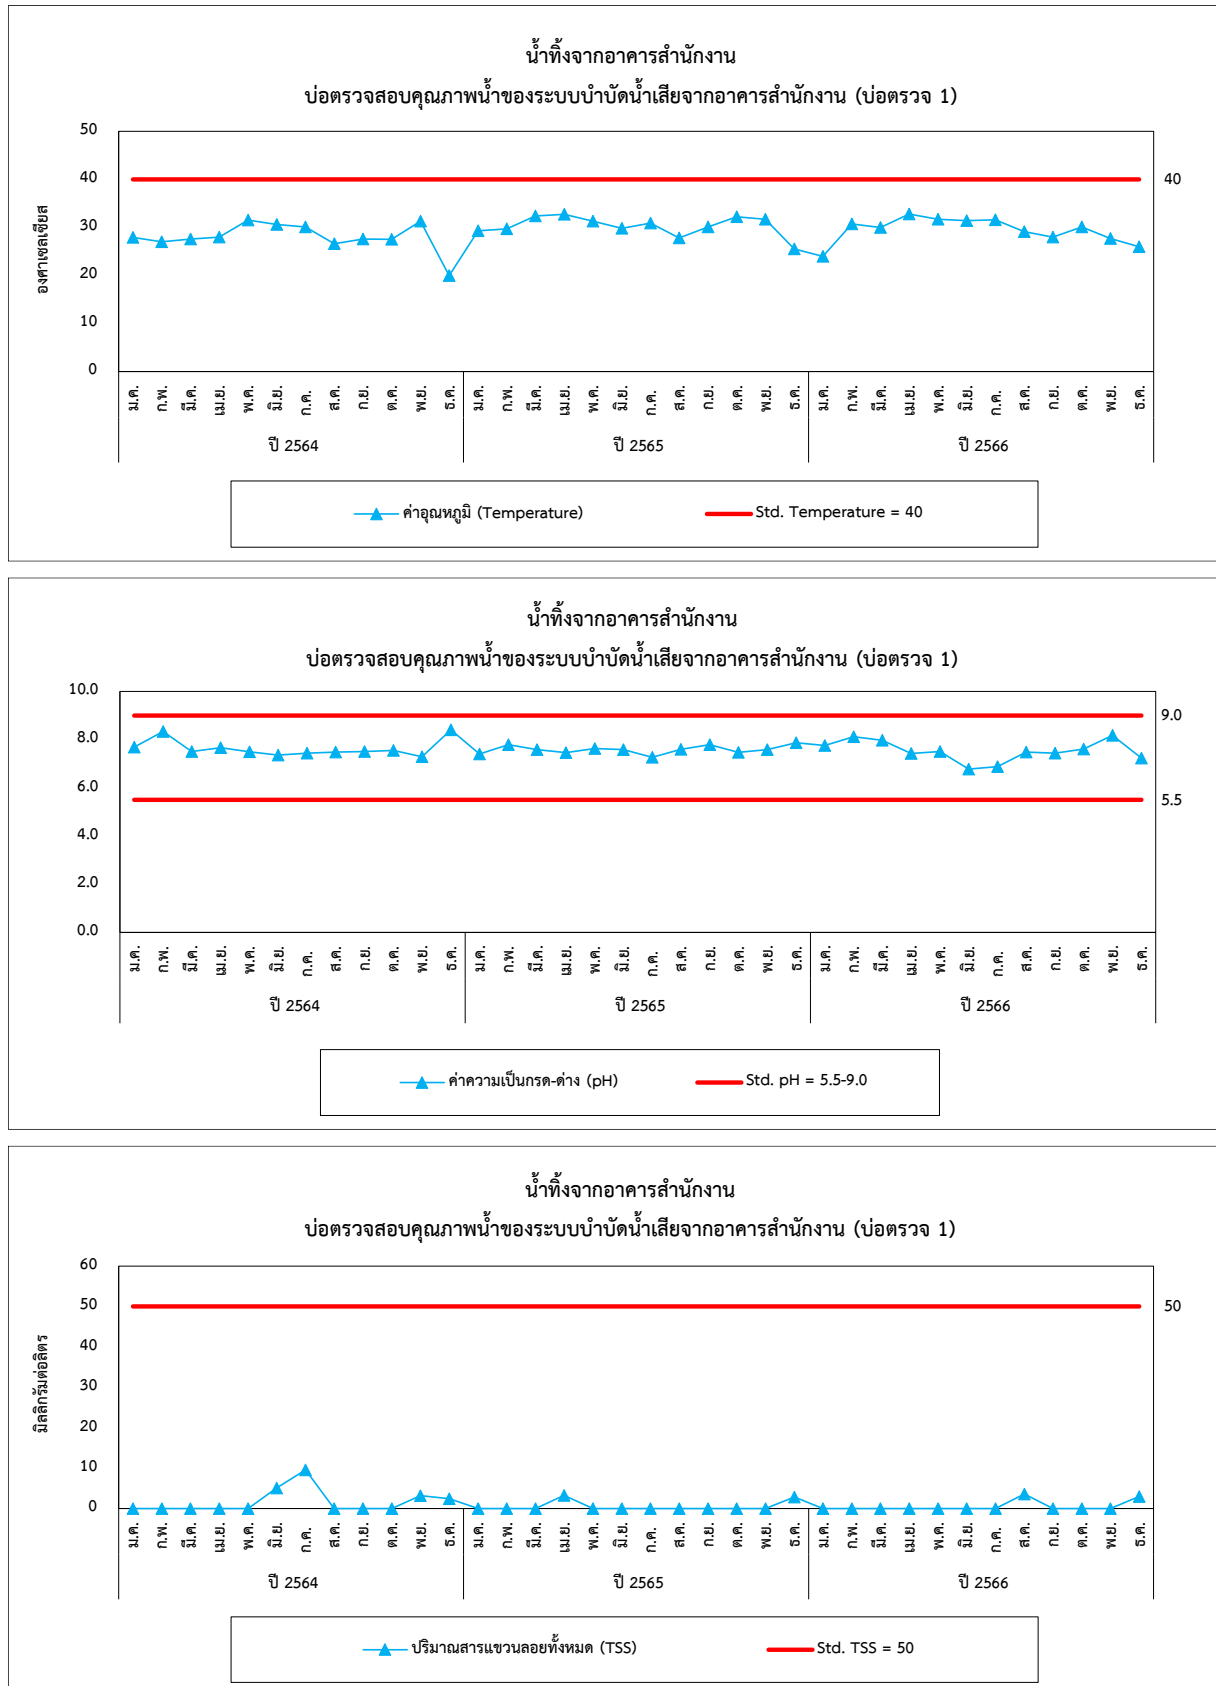 น้ำทิ้งจากอาคารสำนักงาน
บ่อตรวจสอบคุณภาพน้ำของระบบบำบัดน้ำเสียจากอาคารสำนักงาน (บ่อตรวจ 1)
องศาเซลเซียส
50
40
30
20
10
0
40
ม.ค. ก.พ. มี.ค. เม.ย. พ.ค. มิ.ย. ก.ค. ส.ค. ก.ย. ต.ค. พ.ย. ธ.ค. ม.ค. ก.พ. มี.ค. เม.ย. พ.ค. มิ.ย. ก.ค. ส.ค. ก.ย. ต.ค. พ.ย. ธ.ค. ม.ค. ก.พ. มี.ค. เม.ย. พ.ค. มิ.ย. ก.ค. ส.ค. ก.ย. ต.ค. พ.ย. ธ.ค.
ปี 2564 ปี 2565 ปี 2566
ค่าอุณหภูมิ (Temperature) Std. Temperature = 40
น้ำทิ้งจากอาคารสำนักงาน
บ่อตรวจสอบคุณภาพน้ำของระบบบำบัดน้ำเสียจากอาคารสำนักงาน (บ่อตรวจ 1)
10.0
8.0
6.0
4.0
2.0
0.0
9.0
5.5
ม.ค. ก.พ. มี.ค. เม.ย. พ.ค. มิ.ย. ก.ค. ส.ค. ก.ย. ต.ค. พ.ย. ธ.ค. ม.ค. ก.พ. มี.ค. เม.ย. พ.ค. มิ.ย. ก.ค. ส.ค. ก.ย. ต.ค. พ.ย. ธ.ค. ม.ค. ก.พ. มี.ค. เม.ย. พ.ค. มิ.ย. ก.ค. ส.ค. ก.ย. ต.ค. พ.ย. ธ.ค.
ปี 2564 ปี 2565 ปี 2566
ค่าความเป็นกรด-ด่าง (pH) Std. pH = 5.5-9.0
น้ำทิ้งจากอาคารสำนักงาน
บ่อตรวจสอบคุณภาพน้ำของระบบบำบัดน้ำเสียจากอาคารสำนักงาน (บ่อตรวจ 1)
มิลลิกรัมต่อลิตร
60
50
40
30
20
10
0
50
ม.ค. ก.พ. มี.ค. เม.ย. พ.ค. มิ.ย. ก.ค. ส.ค. ก.ย. ต.ค. พ.ย. ธ.ค. ม.ค. ก.พ. มี.ค. เม.ย. พ.ค. มิ.ย. ก.ค. ส.ค. ก.ย. ต.ค. พ.ย. ธ.ค. ม.ค. ก.พ. มี.ค. เม.ย. พ.ค. มิ.ย. ก.ค. ส.ค. ก.ย. ต.ค. พ.ย. ธ.ค.
ปี 2564 ปี 2565 ปี 2566
ปริมาณสารแขวนลอยทั้งหมด (TSS) Std. TSS = 50